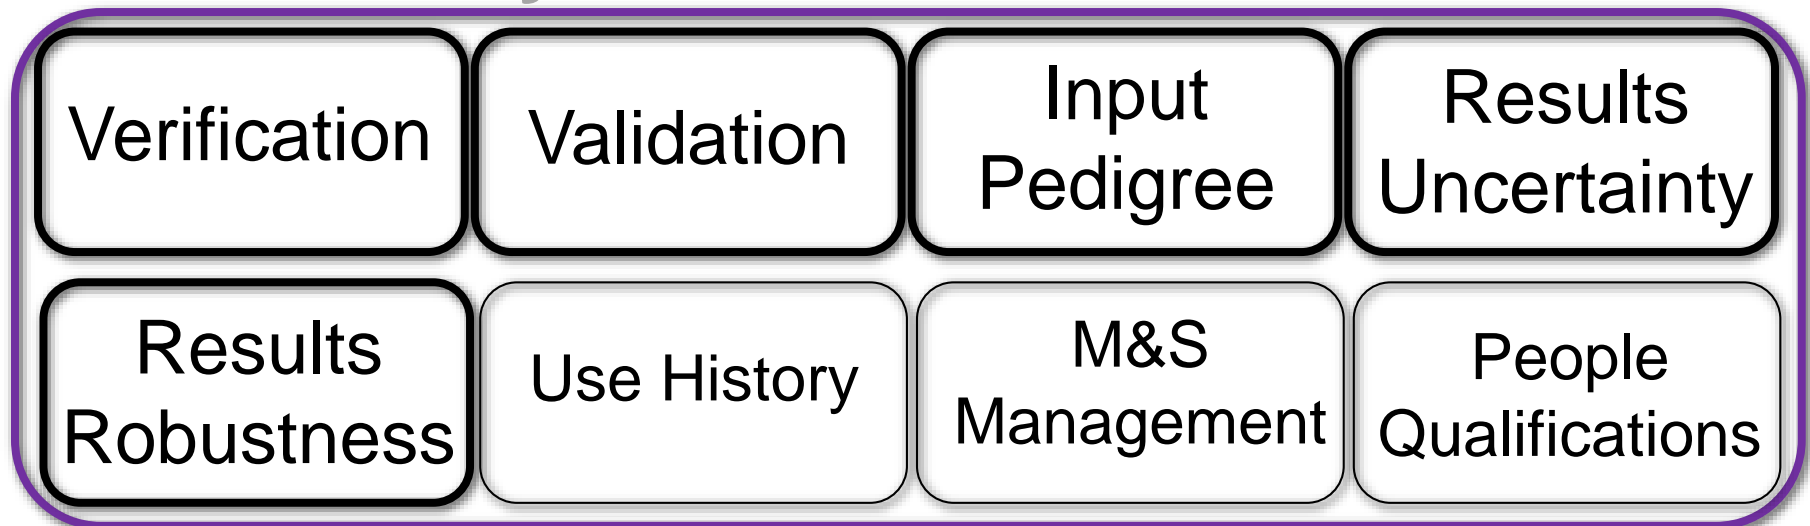 Verification
Validation
Input
Pedigree
Results
Uncertainty
Results
Robustness
Use History
M&S
Management
People
Qualifications